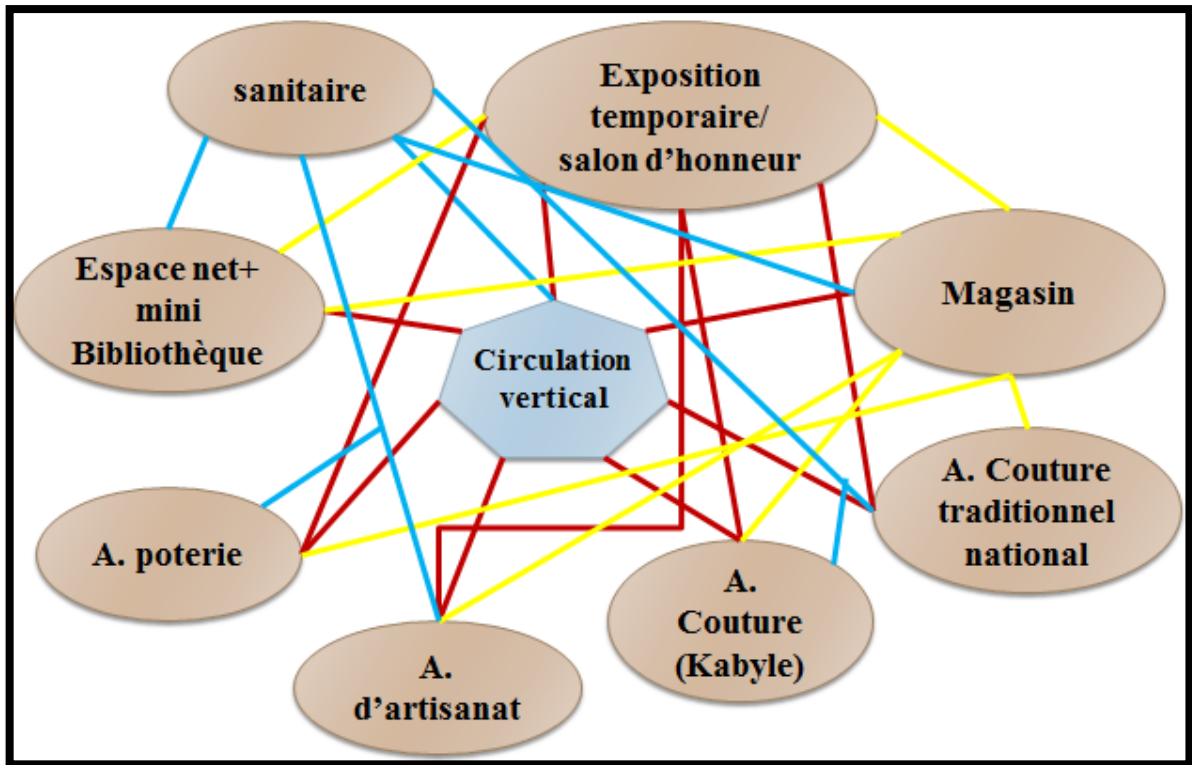 sanitaire
Exposition
temporaire/
salon d’honneur
Espace net+
mini
Bibliothèque
Magasin
Circulation
vertical
A. Couture
traditionnel
national
A. poterie
A.
Couture
(Kabyle)
A.
d’artisanat